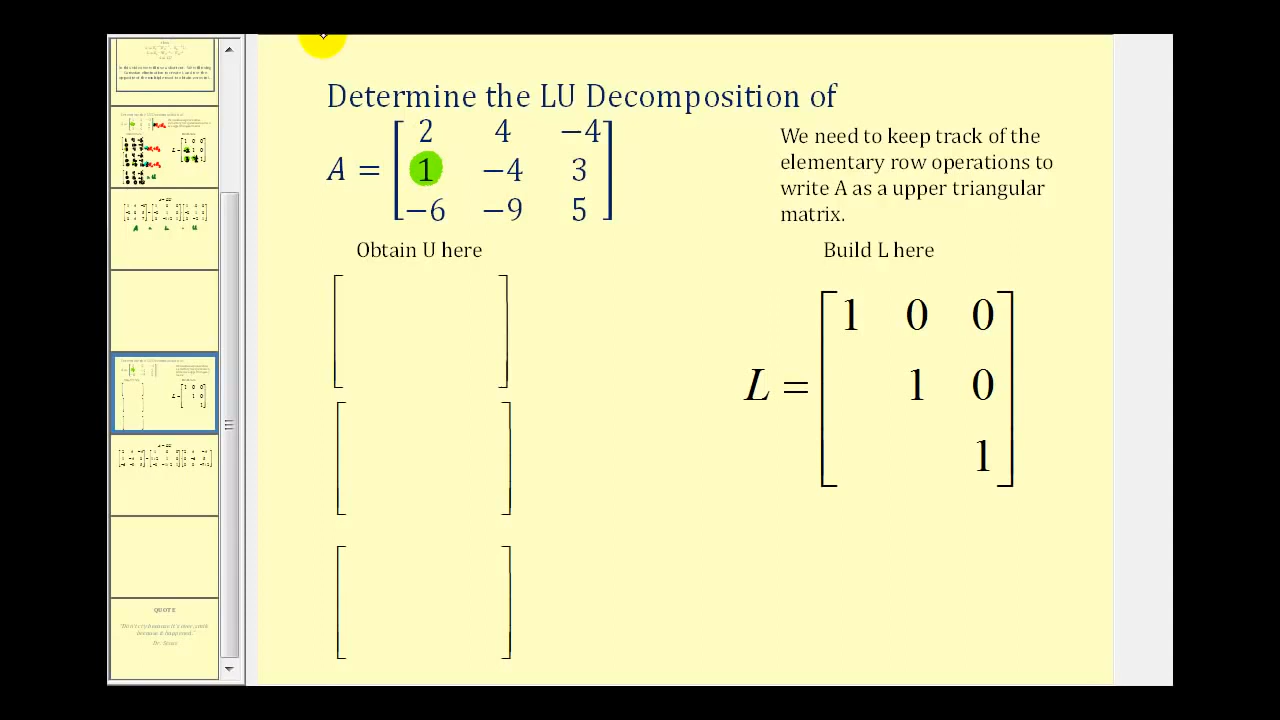 Determine the LU Decomposition of
A = [ 2 4 −4
1 −4 3
−6 −9 5 ]
We need to keep track of the
elementary row operations to
write A as a upper triangular
matrix.
Obtain U here
Build L here
L = [ 1 0 0
1 0
1 ]
QUOTE
Dr. Seuss